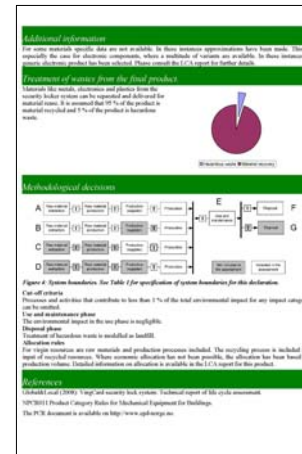 Additional information
For some materials specific data are not available. In these instances approximations have been made. This
especially the case for electronic components, where a multitude of variants are available. In these instances
generic electronic product has been selected. Please consult the LCA report for further details.
Treatment of wastes from the final product
Materials like metals, electronics and plastics from the
security locker system can be separated and delivered for
material reuse. It is assumed that 95 % of the product is
material recycled and 5 % of the product is hazardous
waste.
Hazardous waste Material recovery
Methodological decisions
A
B
C
D
E
F
G
Figure 4: System boundaries. See Table 1 for specification of system boundaries for this declaration.
Cut-off criteria
Processes and activities that contribute to less than 1 % of the total environmental impact for any impact categ
can be omitted.
Use and maintenance phase
The environmental impact in the use phase is negligible.
Disposal phase
Treatment of hazardous waste is modelled as landfill.
Allocation rules
For virgin resources are raw materials and production processes included. The recycling process is included
input of recycled resources. Where economic allocation has not been possible, the allocation has been based
production volume. Detailed information on allocation is available in the LCA report for this product.
References
(2008). VingCard security lock system. Technical report of life cycle assessment.
Product Category Rules for Mechanical Equipment for Buildings.
The PCR document is available on http://www.epd-norge.no.